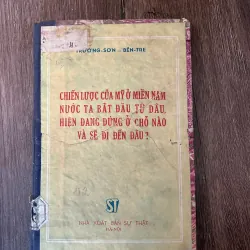 TRƯỜNG-SƠN - BẾN-TRE
CHIẾN LƯỢC CỦA MỸ Ở MIỀN NAM
NƯỚC TA BẮT ĐẦU TỪ ĐÂU,
HIỆN ĐANG ĐỨNG Ở CHỖ NÀO
VÀ SẼ ĐI ĐẾN ĐÂU?
ST
NHÀ XUẤT BẢN SỰ THẬT
HÀ NỘI